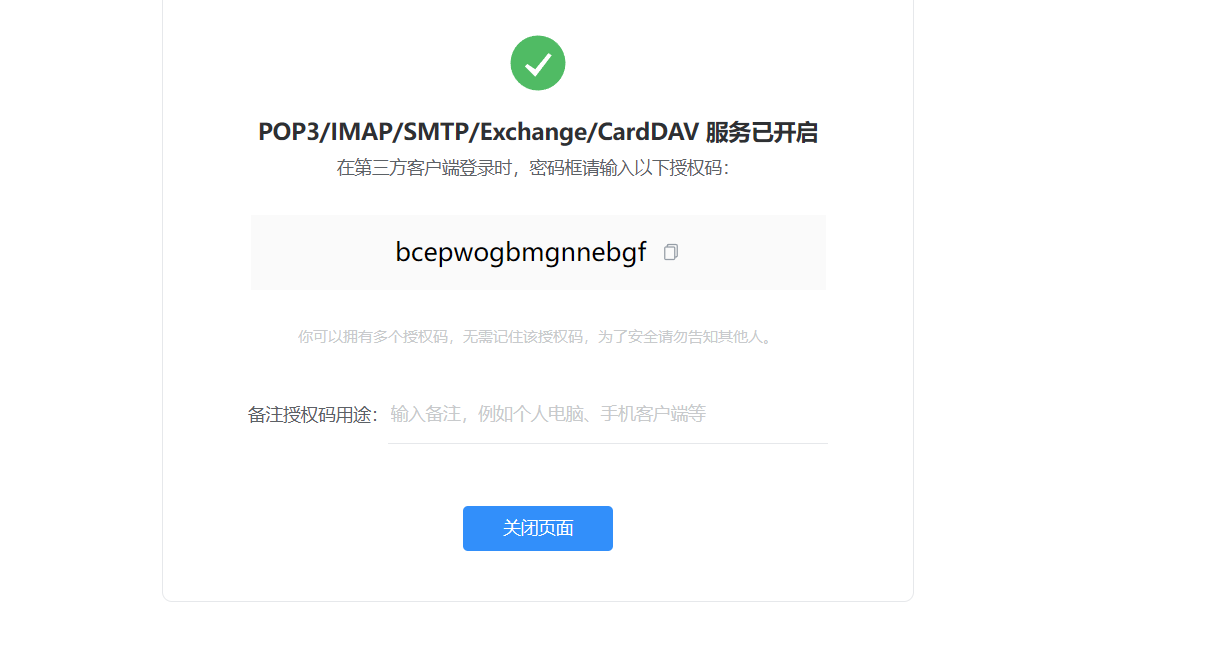 POP3/IMAP/SMTP/Exchange/CardDAV 服务已开启
在第三方客户端登录时，密码框请输入以下授权码：
bcepwogbmgnnebgf
你可以拥有多个授权码，无需记住该授权码，为了安全请勿告知其他人。
备注授权码用途：输入备注，例如个人电脑、手机客户端等
关闭页面